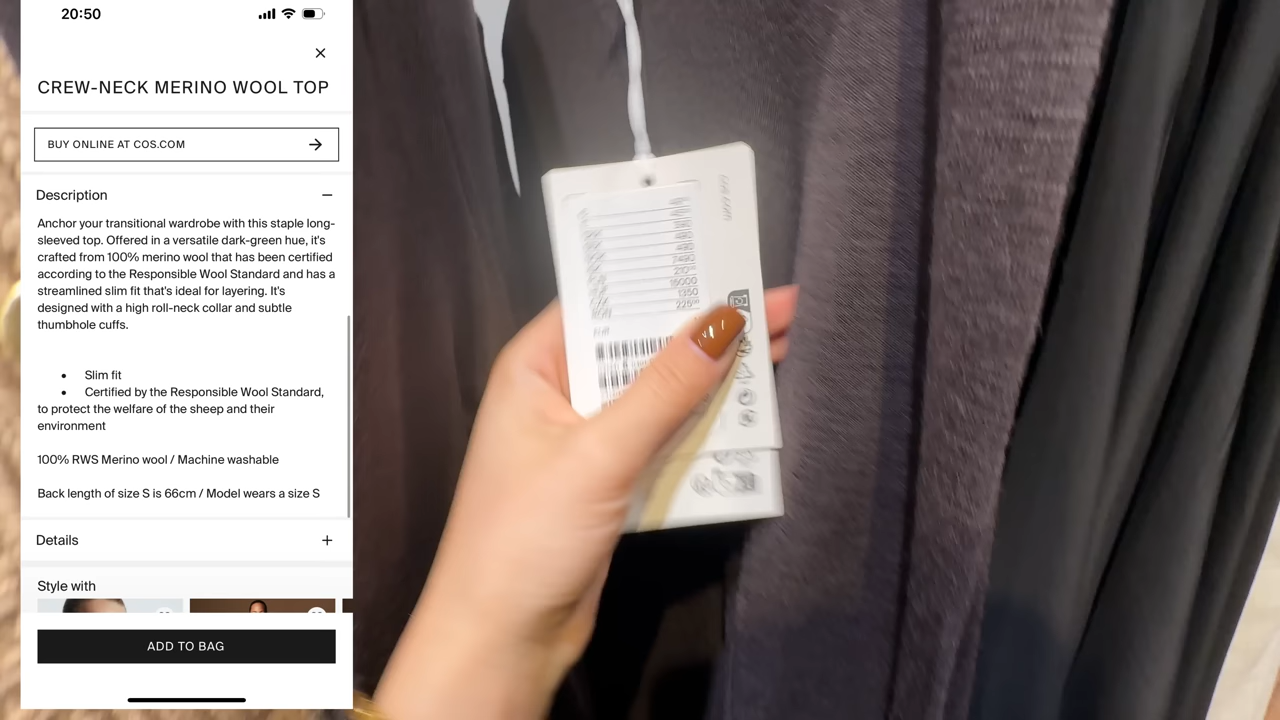 20:50
CREW-NECK MERINO WOOL TOP
BUY ONLINE AT COS.COM
Description
Anchor your transitional wardrobe with this staple long-
sleeved top. Offered in a versatile dark-green hue, it's
crafted from 100% merino wool that has been certified
according to the Responsible Wool Standard and has a
streamlined slim fit that's ideal for layering. It's
designed with a high roll-neck collar and subtle
thumbhole cuffs.
• Slim fit
• Certified by the Responsible Wool Standard,
to protect the welfare of the sheep and their
environment
100% RWS Merino wool / Machine washable
Back length of size S is 66cm / Model wears a size S
Details
Style with
ADD TO BAG